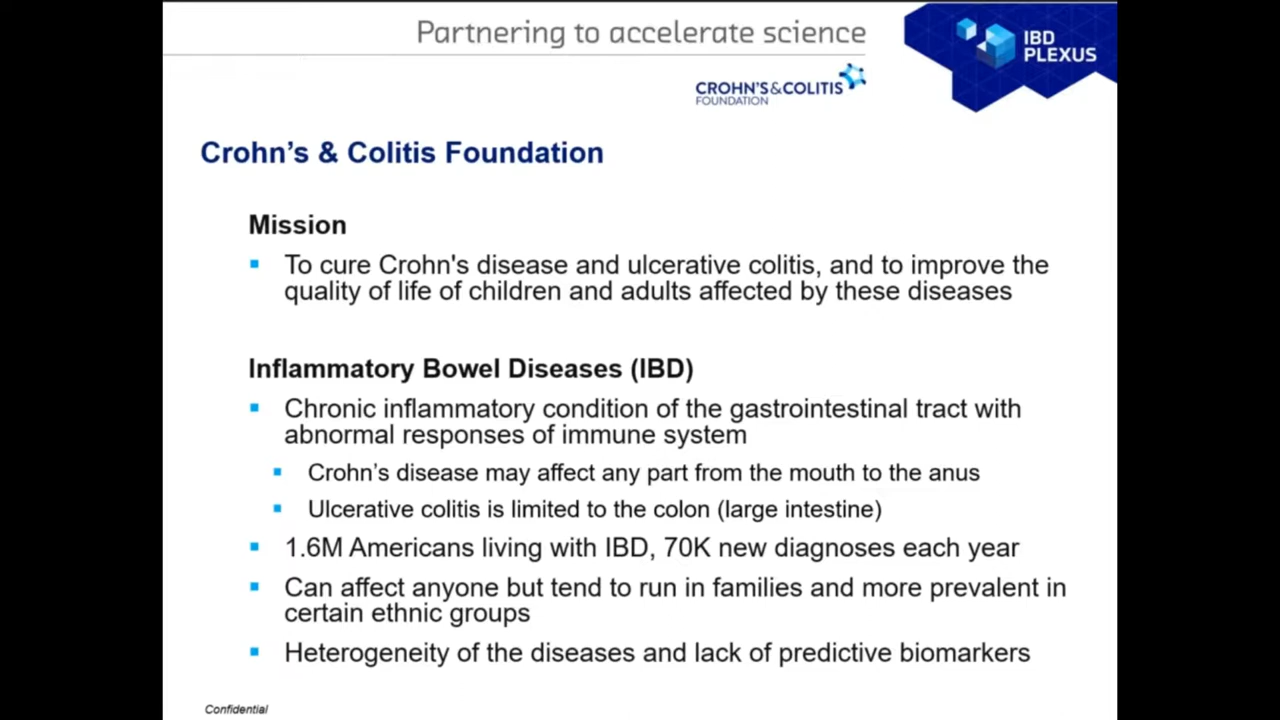 Partnering to accelerate science
IBD
PLEXUS
CROHN'S&COLITIS
FOUNDATION
Crohn’s & Colitis Foundation
Mission
▪ To cure Crohn's disease and ulcerative colitis, and to improve the
quality of life of children and adults affected by these diseases
Inflammatory Bowel Diseases (IBD)
▪ Chronic inflammatory condition of the gastrointestinal tract with
abnormal responses of immune system
▪ Crohn’s disease may affect any part from the mouth to the anus
▪ Ulcerative colitis is limited to the colon (large intestine)
▪ 1.6M Americans living with IBD, 70K new diagnoses each year
▪ Can affect anyone but tend to run in families and more prevalent in
certain ethnic groups
▪ Heterogeneity of the diseases and lack of predictive biomarkers
Confidential